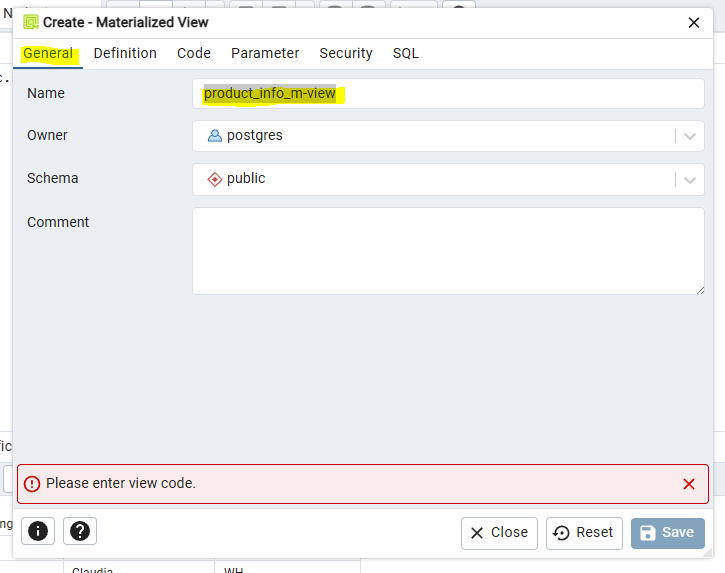 Create - Materialized View
General Definition Code Parameter Security SQL
Name product_info_m-view
Owner postgres
Schema public
Comment
Please enter view code.
Close Reset Save
Claudia WH